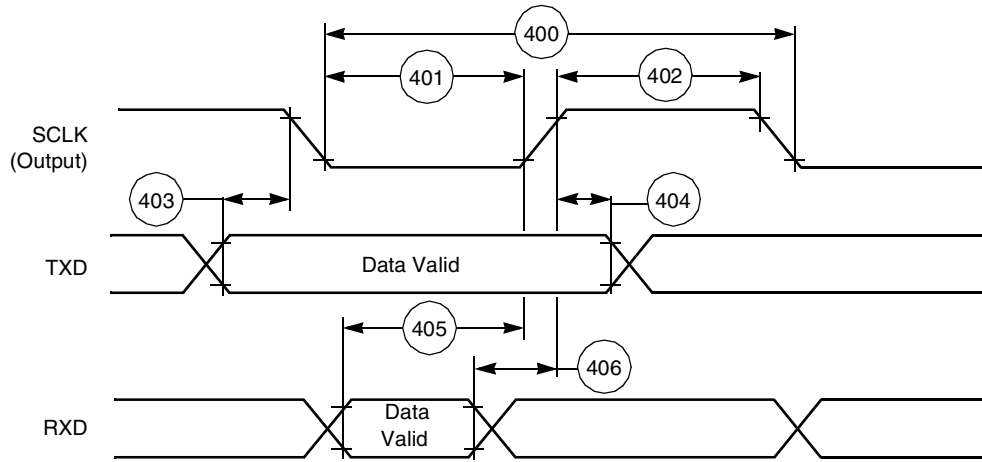 400
401
402
SCLK
(Output)
403
404
TXD
Data Valid
405
406
RXD
Data
Valid